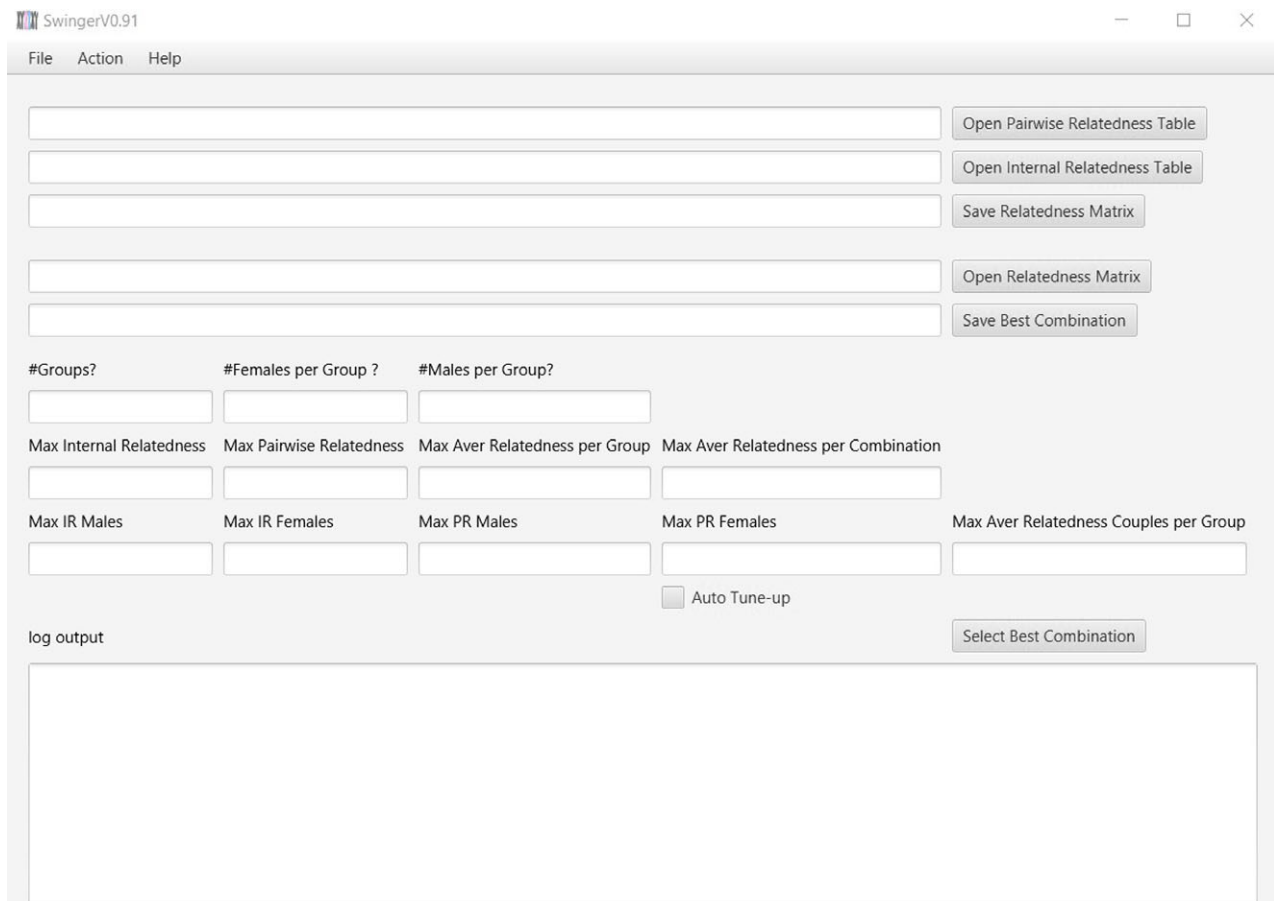 SwingerV0.91
File Action Help
Open Pairwise Relatedness Table
Open Internal Relatedness Table
Save Relatedness Matrix
Open Relatedness Matrix
Save Best Combination
#Groups? #Females per Group ? #Males per Group?
Max Internal Relatedness Max Pairwise Relatedness Max Aver Relatedness per Group Max Aver Relatedness per Combination
Max IR Males Max IR Females Max PR Males Max PR Females Max Aver Relatedness Couples per Group
Auto Tune-up
log output Select Best Combination